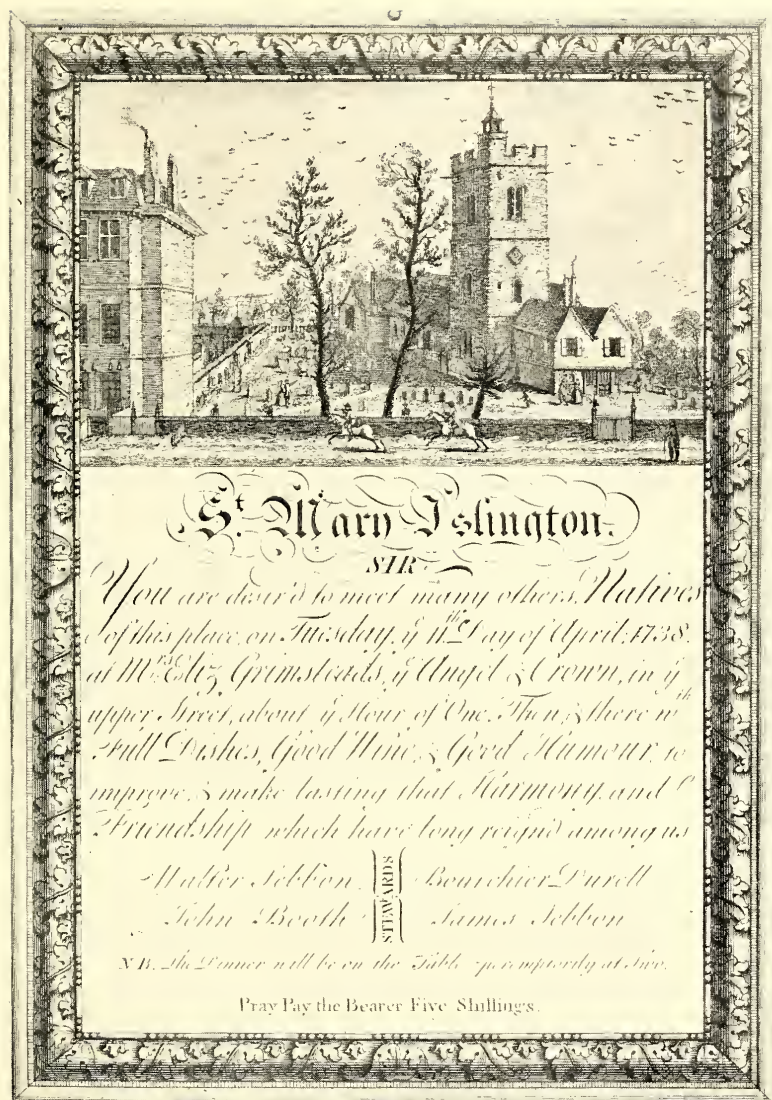 St. Mary Islington.
SIR
You are desir'd to meet many others, Natives
of this place, on Tuesday, ye 11th Day of April, 1738.
at Mrs Eliz Grimsteads, ye Angel & Crown, in ye
upper Street, about ye Hour of One. Then, & there wth
Full Dishes, Good Wine, & Good Humour, to
improve, & make lasting that Harmony, and
Friendship which have long reign'd among us
Walter Sebbon
John Booth
STEWARDS
Bourchier Durell
James Sebbon
N.B. The Dinner will be on the Table peremptorily at Two.
Pray Pay the Bearer Five Shillings.